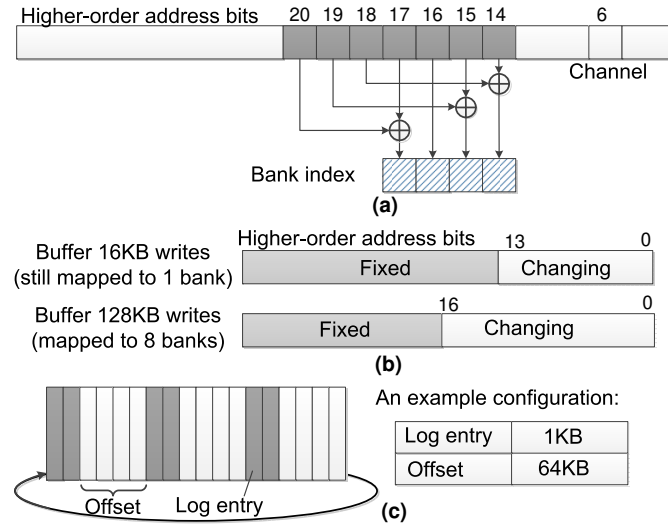 Higher-order address bits 20 19 18 17 16 15 14 6
Channel
Bank index
(a)
Buffer 16KB writes
(still mapped to 1 bank)
Higher-order address bits 13 0
Fixed Changing
Buffer 128KB writes
(mapped to 8 banks)
16 0
Fixed Changing
(b)
An example configuration:
Log entry 1KB
Offset 64KB
Offset Log entry
(c)